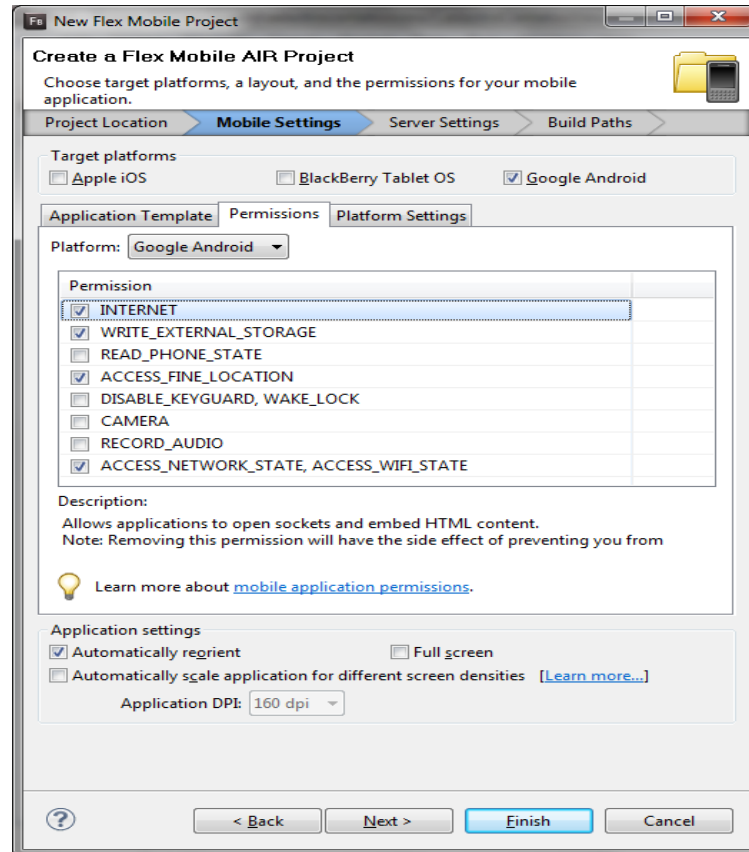 FB New Flex Mobile Project
Create a Flex Mobile AIR Project
Choose target platforms, a layout, and the permissions for your mobile
application.
Project Location Mobile Settings Server Settings Build Paths
Target platforms
Apple iOS BlackBerry Tablet OS Google Android
Application Template Permissions Platform Settings
Platform: Google Android
Permission
INTERNET
WRITE_EXTERNAL_STORAGE
READ_PHONE_STATE
ACCESS_FINE_LOCATION
DISABLE_KEYGUARD, WAKE_LOCK
CAMERA
RECORD_AUDIO
ACCESS_NETWORK_STATE, ACCESS_WIFI_STATE
Description:
Allows applications to open sockets and embed HTML content.
Note: Removing this permission will have the side effect of preventing you from
Learn more about mobile application permissions.
Application settings
Automatically reorient Full screen
Automatically scale application for different screen densities [Learn more...]
Application DPI: 160 dpi
? < Back Next > Finish Cancel